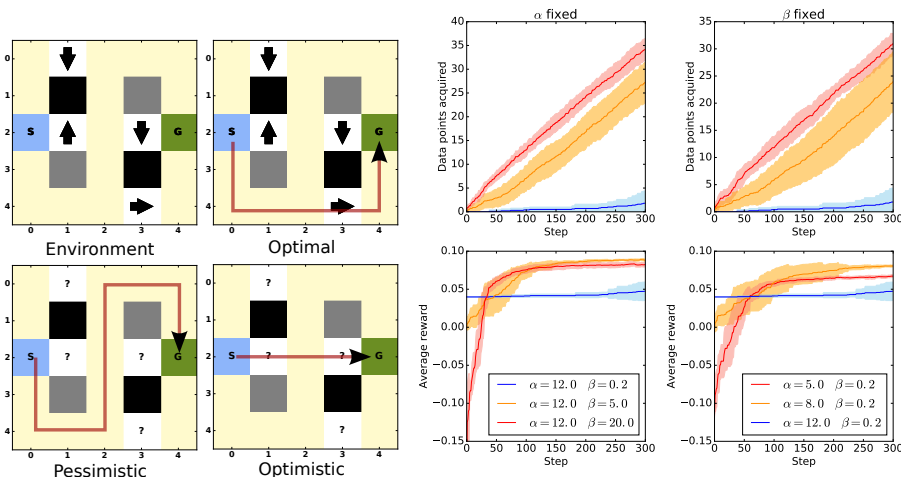 0
1
2
3
4
S
G
0 1 2 3 4
Environment
0
1
2
3
4
S
G
0 1 2 3 4
Optimal
0
1
2
3
4
?
S
?
?
G
?
0 1 2 3 4
Pessimistic
0
1
2
3
4
?
S
?
?
G
?
0 1 2 3 4
Optimistic
α fixed
Data points acquired
40
35
30
25
20
15
10
5
0
0 50 100 150 200 250 300
Step
β fixed
Data points acquired
35
30
25
20
15
10
5
0
0 50 100 150 200 250 300
Step
Average reward
0.10
0.05
0.00
−0.05
−0.10
−0.15
0 50 100 150 200 250 300
Step
α=12.0 β=0.2
α=12.0 β=5.0
α=12.0 β=20.0
Average reward
0.10
0.05
0.00
−0.05
−0.10
−0.15
0 50 100 150 200 250 300
Step
α=5.0 β=0.2
α=8.0 β=0.2
α=12.0 β=0.2